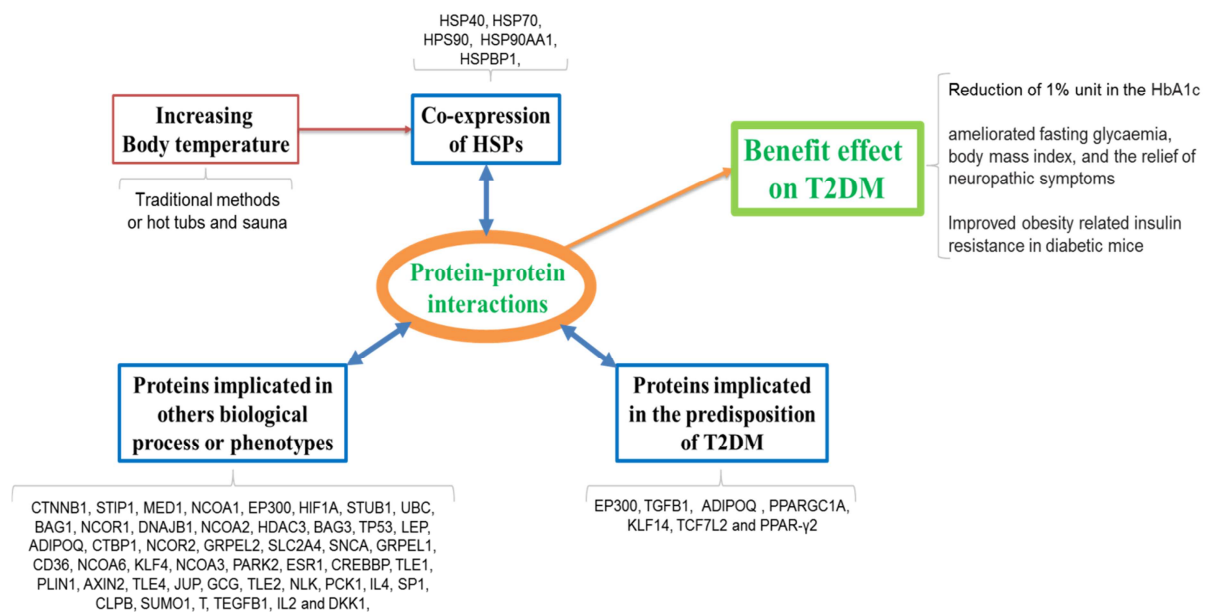 HSP40, HSP70,
HPS90, HSP90AA1,
HSPBP1,
Increasing
Body temperature
Traditional methods
or hot tubs and sauna
Co-expression
of HSPs
Benefit effect
on T2DM
Reduction of 1% unit in the HbA1c
ameliorated fasting glycaemia,
body mass index, and the relief of
neuropathic symptoms
Improved obesity related insulin
resistance in diabetic mice
Protein-protein
interactions
Proteins implicated in
others biological
process or phenotypes
CTNNB1, STIP1, MED1, NCOA1, EP300, HIF1A, STUB1, UBC,
BAG1, NCOR1, DNAJB1, NCOA2, HDAC3, BAG3, TP53, LEP,
ADIPOQ, CTBP1, NCOR2, GRPEL2, SLC2A4, SNCA, GRPEL1,
CD36, NCOA6, KLF4, NCOA3, PARK2, ESR1, CREBBP, TLE1,
PLIN1, AXIN2, TLE4, JUP, GCG, TLE2, NLK, PCK1, IL4, SP1,
CLPB, SUMO1, T, TEGFB1, IL2 and DKK1,
Proteins implicated
in the predisposition
of T2DM
EP300, TGFB1, ADIPOQ , PPARGC1A,
KLF14, TCF7L2 and PPAR-γ2